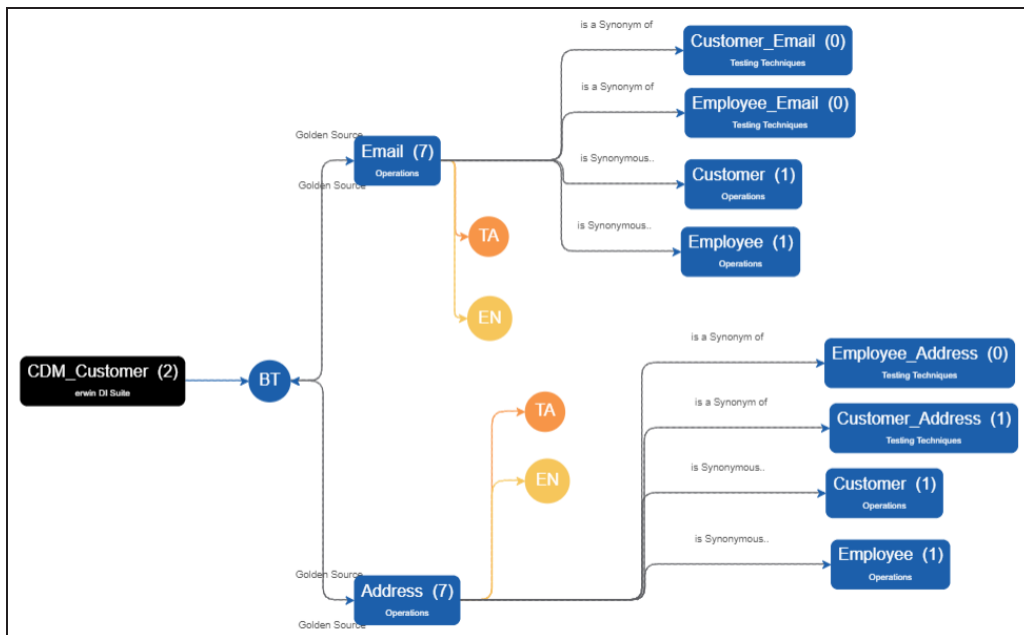 is a Synonym of
Customer_Email (0)
Testing Techniques
is a Synonym of
Employee_Email (0)
Testing Techniques
Golden Source
Email (7)
Operations
Golden Source
is Synonymous..
Customer (1)
Operations
is Synonymous..
Employee (1)
Operations
TA
EN
CDM_Customer (2)
erwin DI Suite
BT
is a Synonym of
Employee_Address (0)
Testing Techniques
TA
is a Synonym of
Customer_Address (1)
Testing Techniques
EN
is Synonymous..
Customer (1)
Operations
is Synonymous..
Employee (1)
Operations
Golden Source
Address (7)
Operations
Golden Source